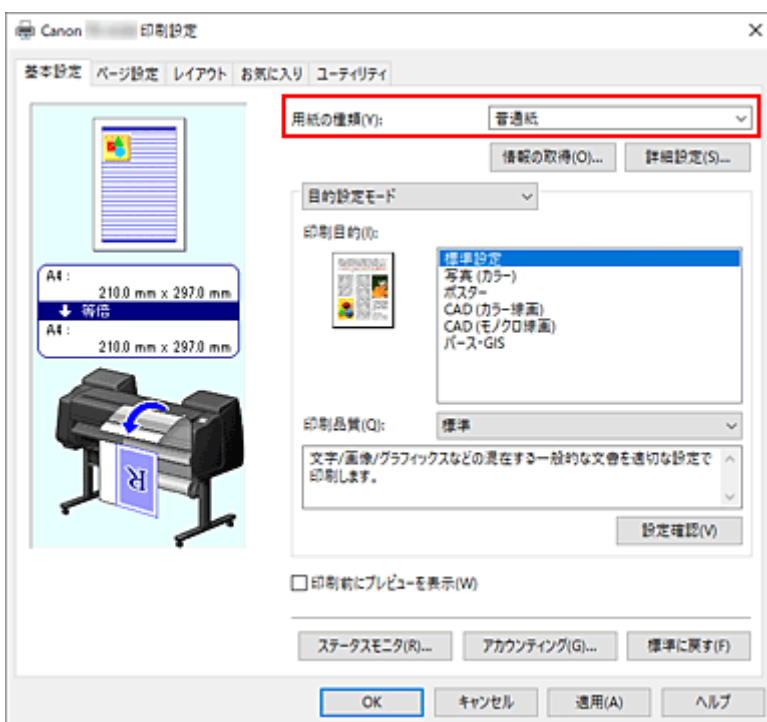 Canon 印刷設定
基本設定 ページ設定 レイアウト お気に入り ユーティリティ
用紙の種類(Y): 普通紙
情報の取得(O)... 詳細設定(S)...
目的設定モード
印刷目的(I):
標準設定
写真 (カラー)
ポスター
CAD (カラー線画)
CAD (モノクロ線画)
パース・GIS
A4 :
210.0 mm x 297.0 mm
等倍
A4 :
210.0 mm x 297.0 mm
R
印刷品質(Q): 標準
文字/画像/グラフィックスなどの混在する一般的な文書を適切な設定で
印刷します。
設定確認(V)
印刷前にプレビューを表示(W)
ステータスモニタ(R)... アカウンティング(G)... 標準に戻す(F)
OK キャンセル 適用(A) ヘルプ